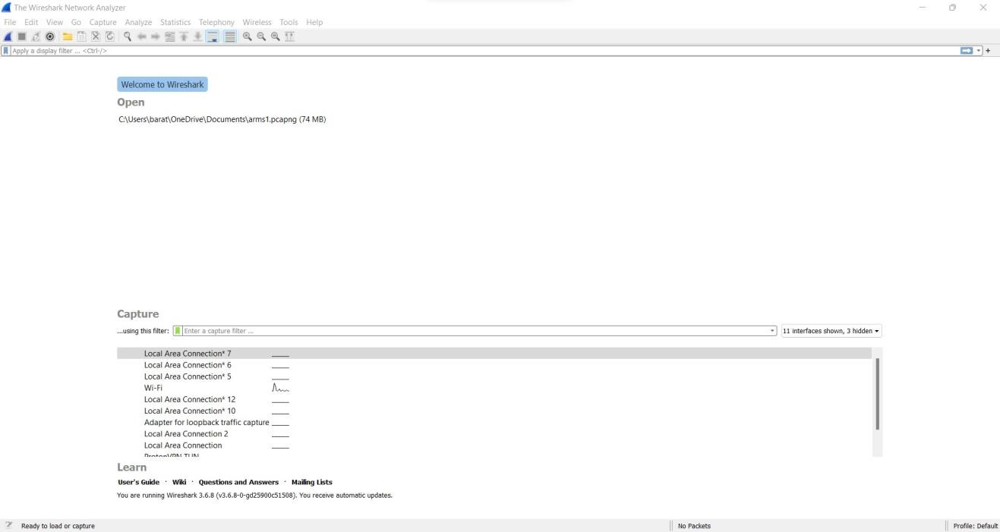 The Wireshark Network Analyzer
File Edit View Go Capture Analyze Statistics Telephony Wireless Tools Help
Apply a display filter ... <Ctrl-/>
+
Welcome to Wireshark
Open
C:\Users\barat\OneDrive\Documents\arms1.pcapng (74 MB)
Capture
...using this filter: Enter a capture filter ... 11 interfaces shown, 3 hidden
Local Area Connection* 7
Local Area Connection* 6
Local Area Connection* 5
Wi-Fi
Local Area Connection* 12
Local Area Connection* 10
Adapter for loopback traffic capture
Local Area Connection 2
Local Area Connection
ProtonVPN TUN
Learn
User's Guide · Wiki · Questions and Answers · Mailing Lists
You are running Wireshark 3.6.8 (v3.6.8-0-gd25900c51508). You receive automatic updates.
Ready to load or capture No Packets Profile: Default